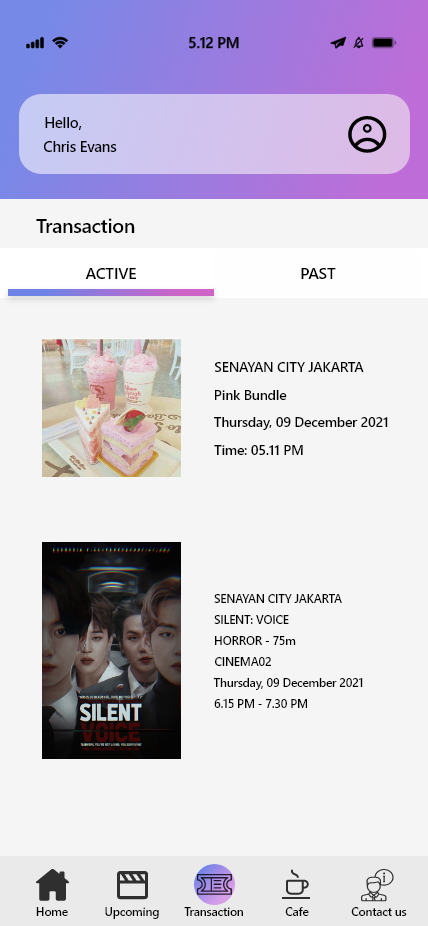 5.12 PM
Hello,
Chris Evans
Transaction
ACTIVE
PAST
SENAYAN CITY JAKARTA
Pink Bundle
Thursday, 09 December 2021
Time: 05.11 PM
SILENT
VOICE
SENAYAN CITY JAKARTA
SILENT: VOICE
HORROR - 75m
CINEMA02
Thursday, 09 December 2021
6.15 PM - 7.30 PM
Home
Upcoming
Transaction
Cafe
Contact us